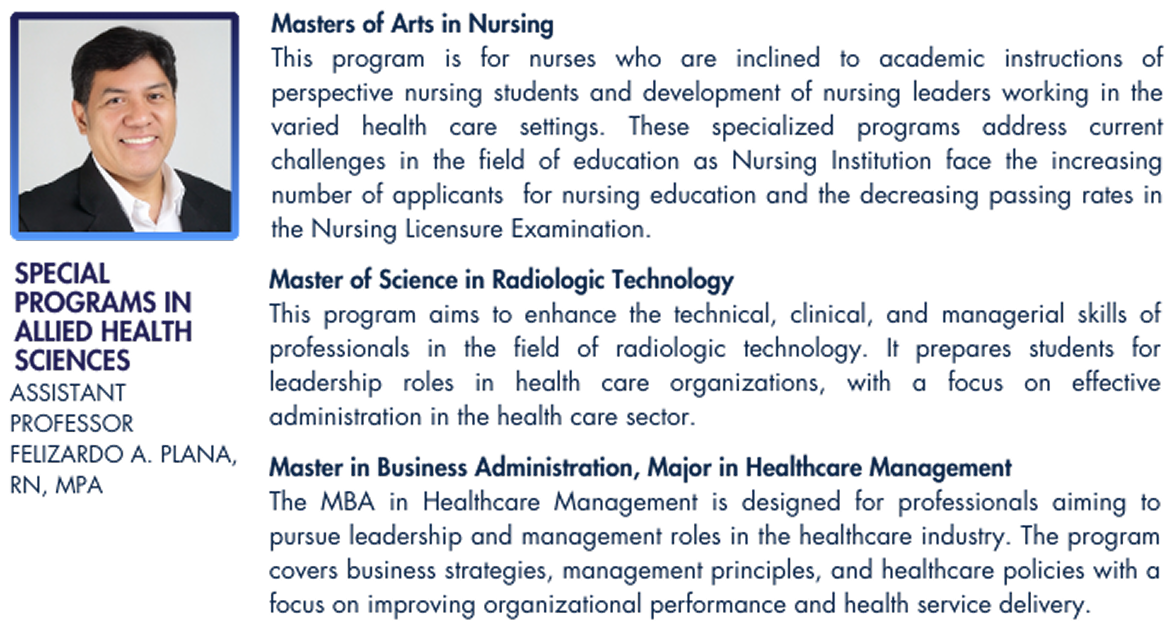 SPECIAL
PROGRAMS IN
ALLIED HEALTH
SCIENCES
ASSISTANT
PROFESSOR
FELIZARDO A. PLANA,
RN, MPA
Masters of Arts in Nursing
This program is for nurses who are inclined to academic instructions of
perspective nursing students and development of nursing leaders working in the
varied health care settings. These specialized programs address current
challenges in the field of education as Nursing Institution face the increasing
number of applicants for nursing education and the decreasing passing rates in
the Nursing Licensure Examination.
Master of Science in Radiologic Technology
This program aims to enhance the technical, clinical, and managerial skills of
professionals in the field of radiologic technology. It prepares students for
leadership roles in health care organizations, with a focus on effective
administration in the health care sector.
Master in Business Administration, Major in Healthcare Management
The MBA in Healthcare Management is designed for professionals aiming to
pursue leadership and management roles in the healthcare industry. The program
covers business strategies, management principles, and healthcare policies with a
focus on improving organizational performance and health service delivery.